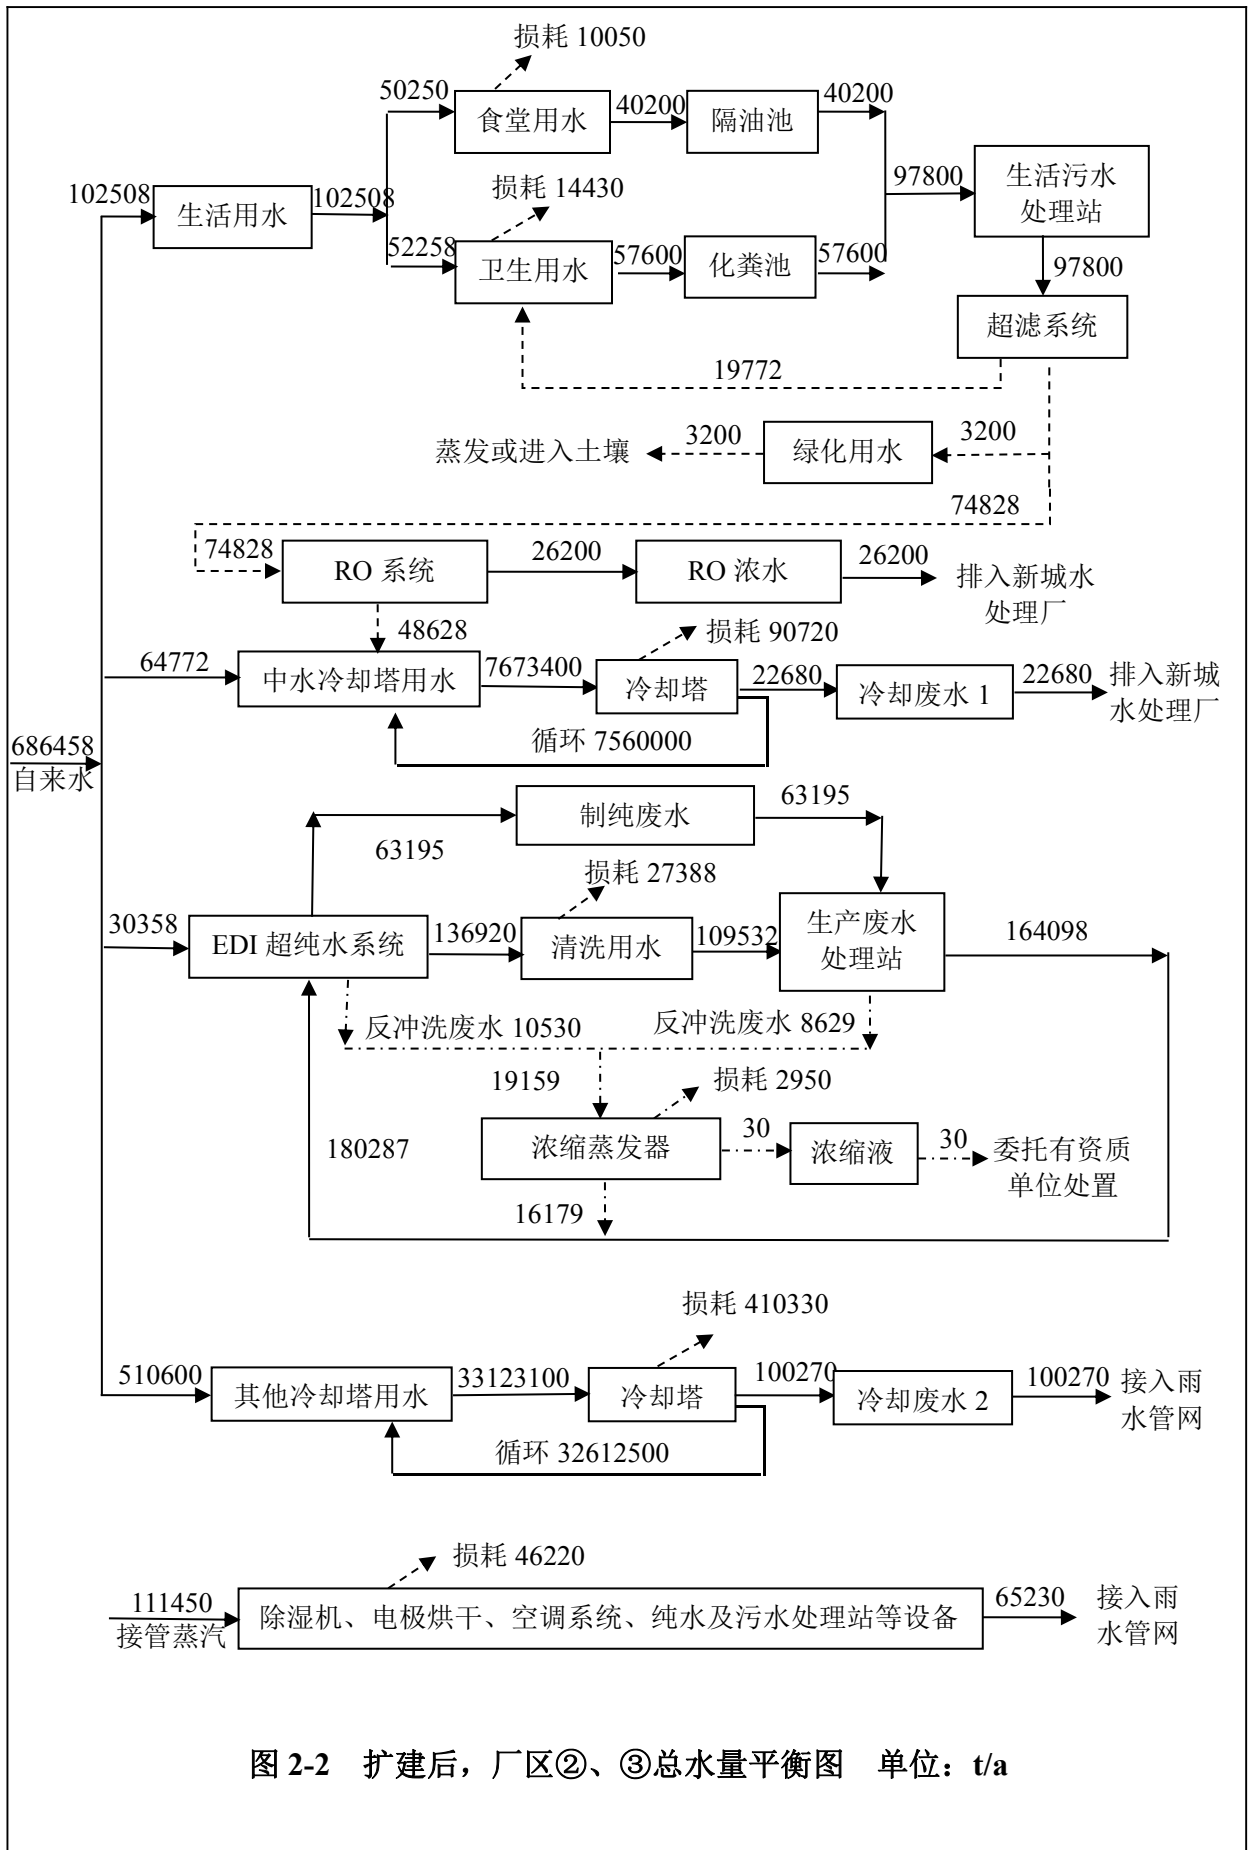 损耗 10050
50250
食堂用水
40200
隔油池
40200
102508
生活用水
102508
损耗 14430
97800
生活污水
处理站
52258
卫生用水
57600
化粪池
57600
97800
超滤系统
19772
蒸发或进入土壤
3200
绿化用水
3200
74828
74828
RO 系统
26200
RO 浓水
26200
排入新城水
处理厂
48628
损耗 90720
64772
中水冷却塔用水
7673400
冷却塔
22680
冷却废水 1
22680
排入新城
水处理厂
循环 7560000
686458
自来水
制纯废水
63195
63195
损耗 27388
30358
EDI 超纯水系统
136920
清洗用水
109532
生产废水
处理站
164098
反冲洗废水 10530
反冲洗废水 8629
19159
损耗 2950
180287
浓缩蒸发器
30
浓缩液
30
委托有资质
单位处置
16179
损耗 410330
510600
其他冷却塔用水
33123100
冷却塔
100270
冷却废水 2
100270
接入雨
水管网
循环 32612500
损耗 46220
111450
接管蒸汽
除湿机、电极烘干、空调系统、纯水及污水处理站等设备
65230
接入雨
水管网
图 2-2 扩建后，厂区②、③总水量平衡图 单位：t/a